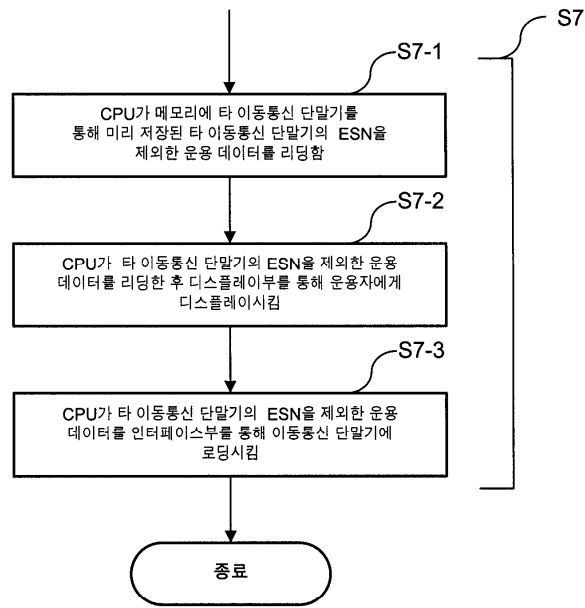 S7
S7-1
CPU가 메모리에 타 이동통신 단말기를
통해 미리 저장된 타 이동통신 단말기의 ESN을
제외한 운용 데이터를 리딩함
S7-2
CPU가 타 이동통신 단말기의 ESN을 제외한 운용
데이터를 리딩한 후 디스플레이부를 통해 운용자에게
디스플레이시킴
S7-3
CPU가 타 이동통신 단말기의 ESN을 제외한 운용
데이터를 인터페이스부를 통해 이동통신 단말기에
로딩시킴
종료